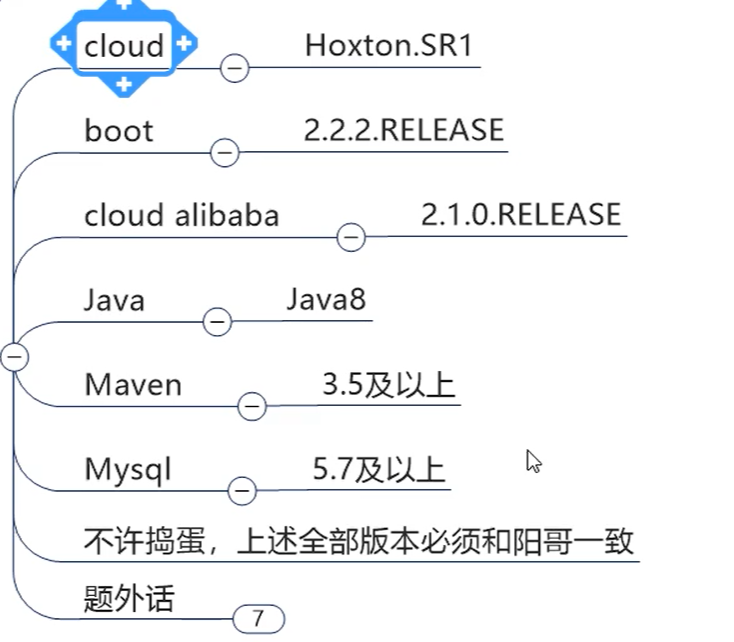 cloud Hoxton.SR1
boot 2.2.2.RELEASE
cloud alibaba 2.1.0.RELEASE
Java Java8
Maven 3.5及以上
Mysql 5.7及以上
不许捣蛋，上述全部版本必须和阳哥一致
题外话 7